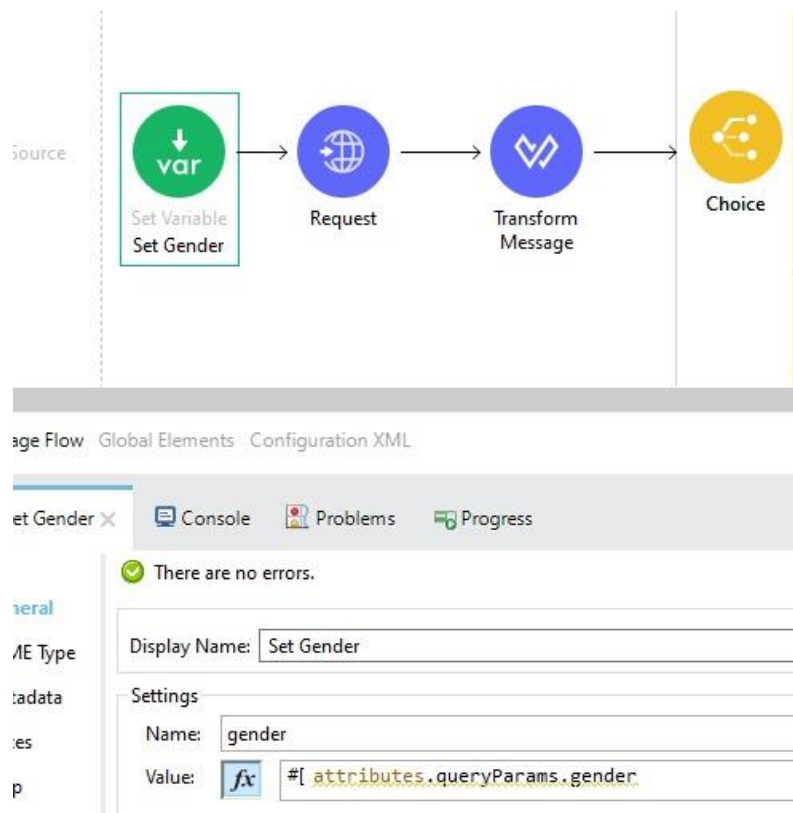 Source
var
Set Variable
Set Gender
Request
Transform
Message
Choice
age Flow Global Elements Configuration XML
et Gender Console Problems Progress
There are no errors.
neral
Display Name: Set Gender
ME Type
tadata
Settings
Name: gender
es
Value: fx #[ attributes.queryParams.gender
p